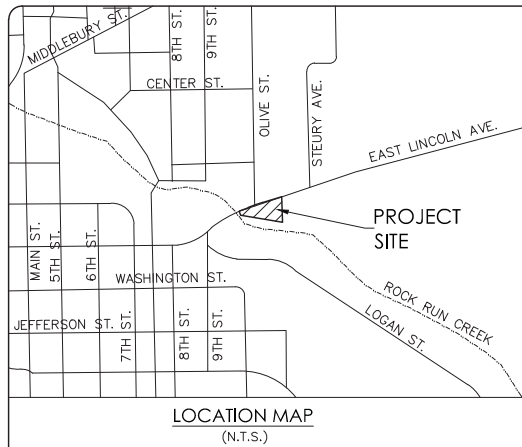 MIDDLEBURY ST.
8TH ST.
9TH ST.
CENTER ST.
OLIVE ST.
STEURY AVE.
EAST LINCOLN AVE.
PROJECT
SITE
MAIN ST.
5TH ST.
6TH ST.
WASHINGTON ST.
ROCK RUN CREEK
JEFFERSON ST.
7TH ST.
8TH ST.
9TH ST.
LOGAN ST.
LOCATION MAP
(N.T.S.)